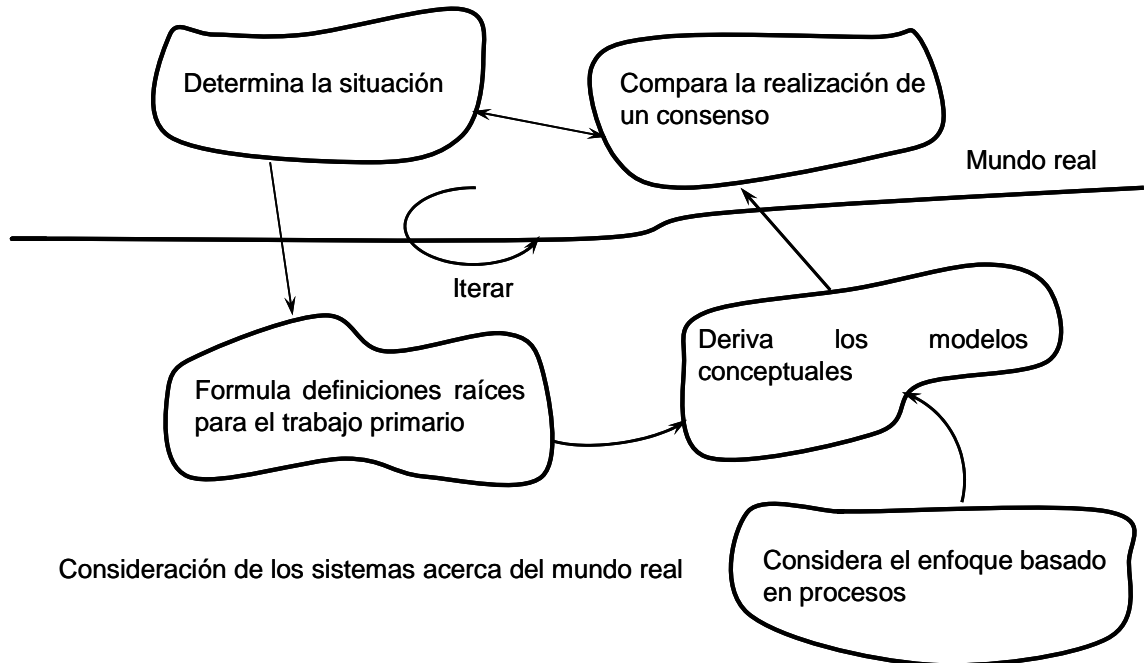 Determina la situación
Compara la realización de
un consenso
Mundo real
Iterar
Formula definiciones raíces
para el trabajo primario
Deriva los modelos
conceptuales
Consideración de los sistemas acerca del mundo real
Considera el enfoque basado
en procesos